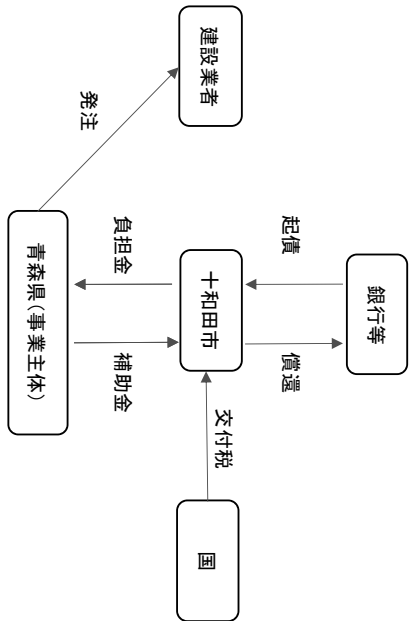 銀行等
起債
償還
建設業者
十和田市
国
交付税
発注
負担金
補助金
青森県(事業主体)